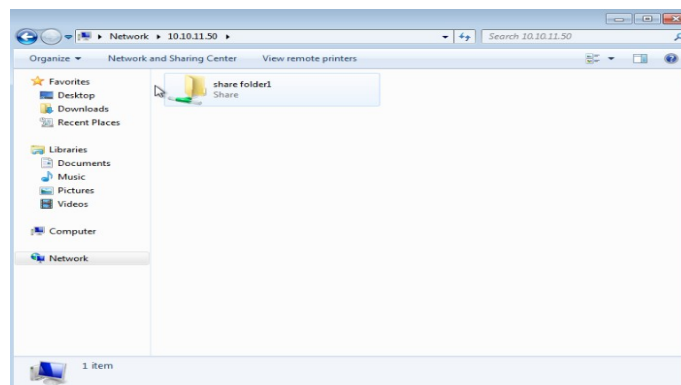 Network ▸ 10.10.11.50 ▸
Search 10.10.11.50
Organize
Network and Sharing Center
View remote printers
Favorites
Desktop
Downloads
Recent Places
Libraries
Documents
Music
Pictures
Videos
Computer
Network
share folder1
Share
1 item